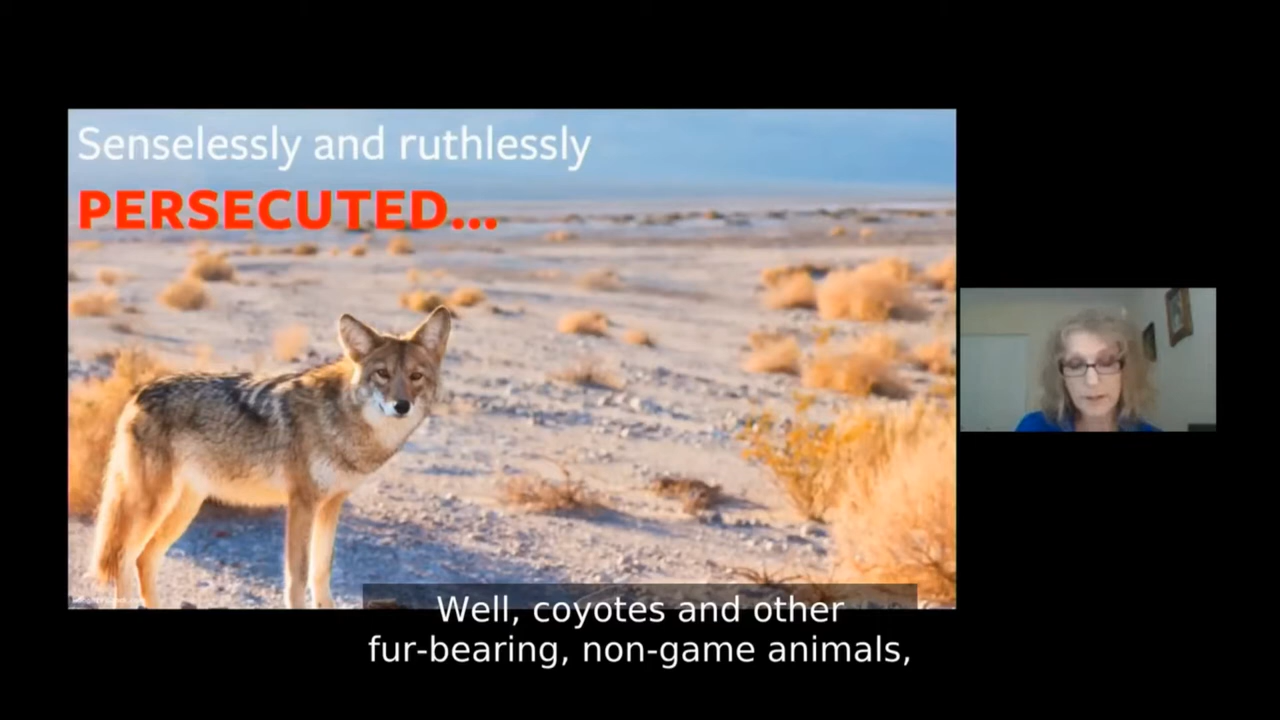 Senselessly and ruthlessly
PERSECUTED...
Well, coyotes and other
fur-bearing, non-game animals,